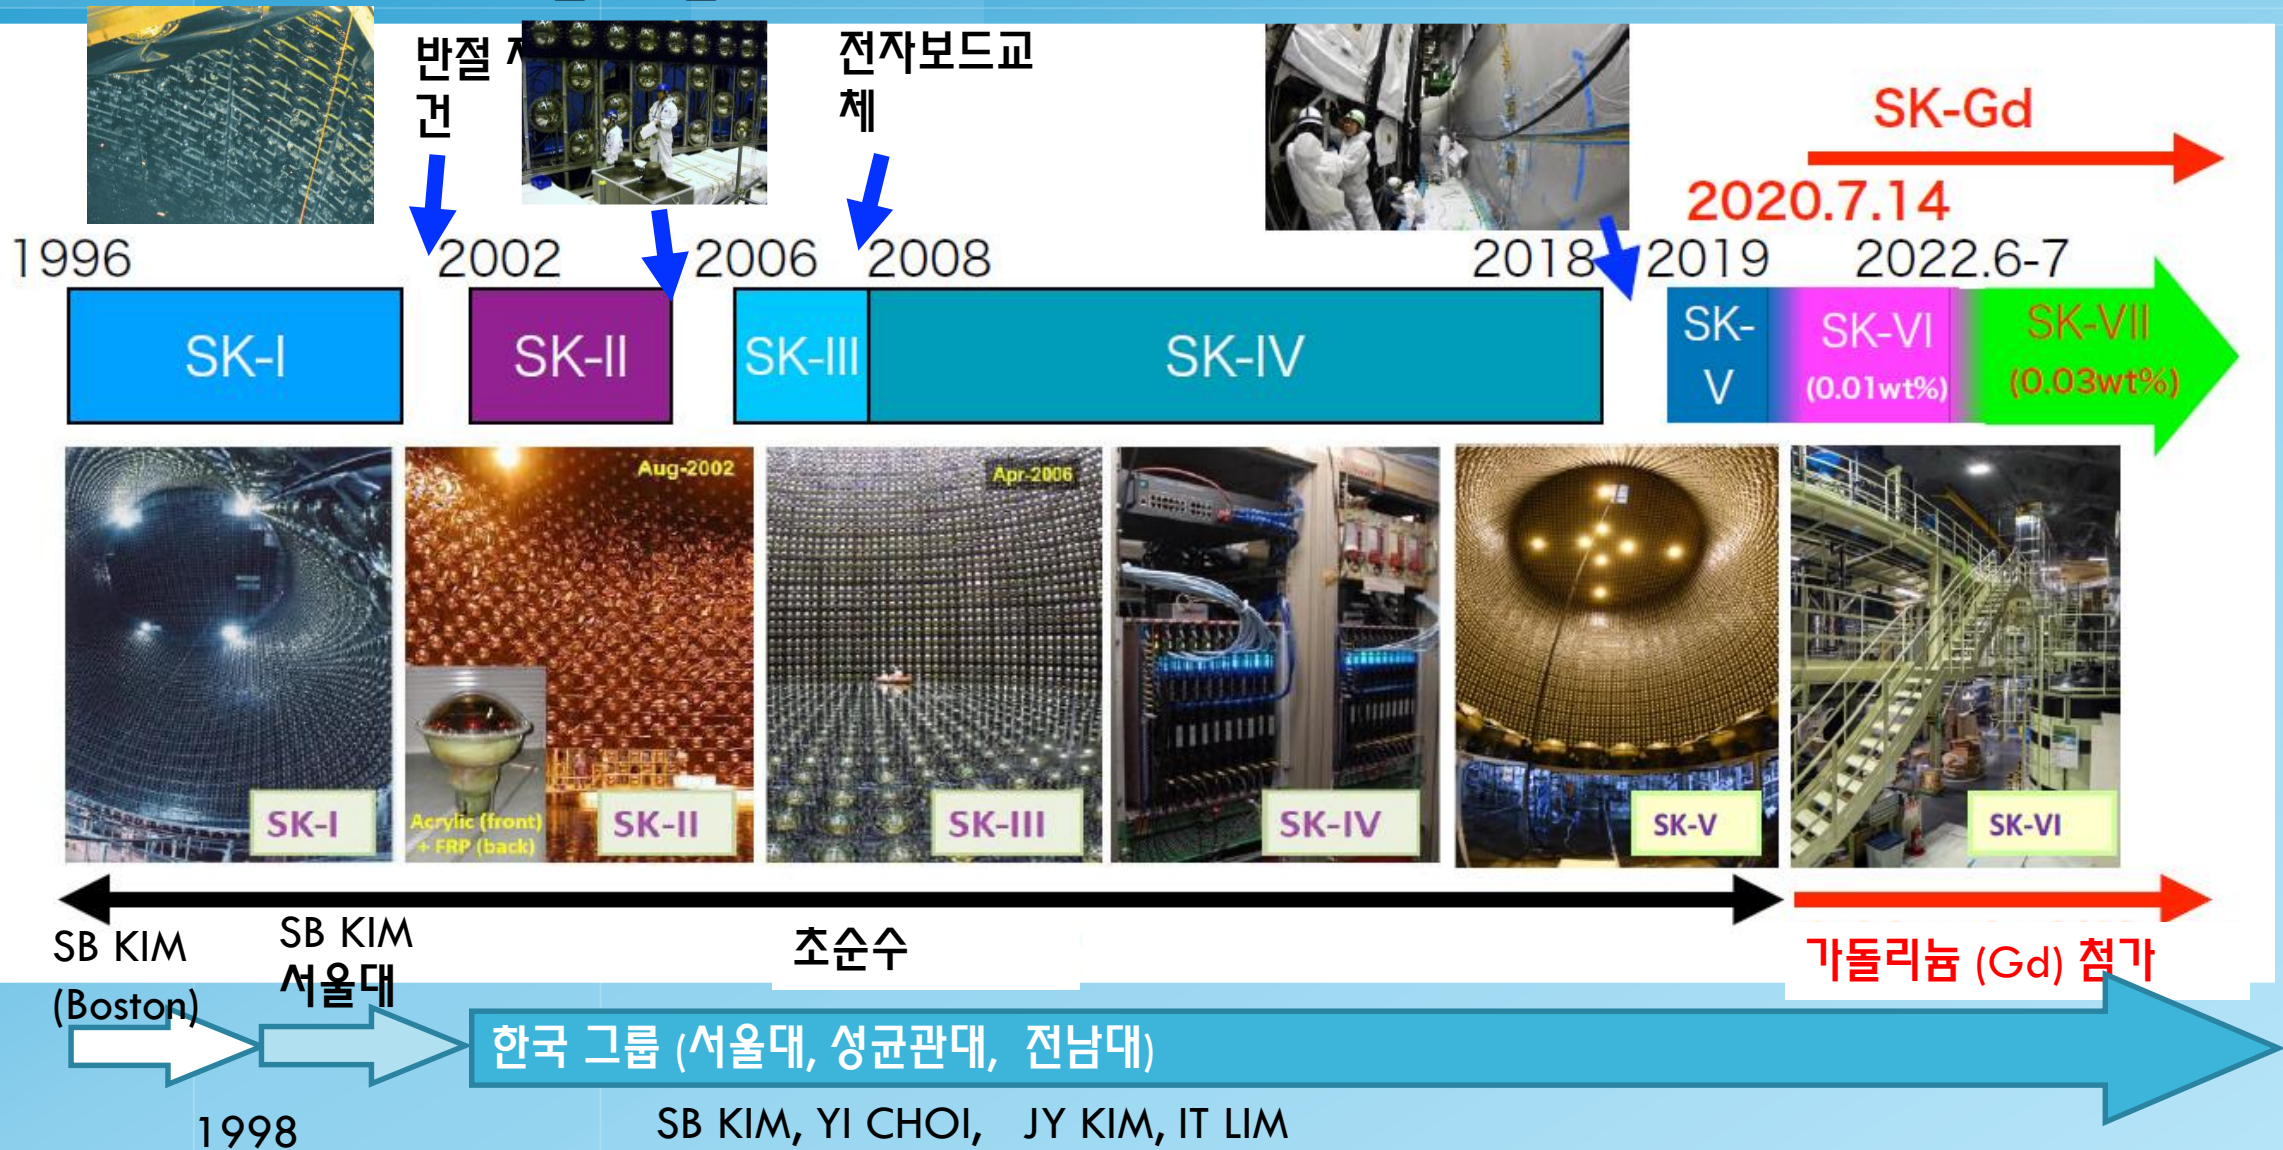 반절
건
전자보드교
체
SK-Gd
2020.7.14
1996
2002
2006
2008
2018
2019
2022.6-7
SK-I
SK-II
SK-III
SK-IV
SK-
V
SK-VI
(0.01wt%)
SK-VII
(0.03wt%)
Aug-2002
Apr-2006
Acrylic (front)
+ FRP (back)
SK-I
SK-II
SK-III
SK-IV
SK-V
SK-VI
SB KIM
(Boston)
SB KIM
서울대
초순수
가돌리늄 (Gd) 첨가
한국 그룹 (서울대, 성균관대, 전남대)
1998
SB KIM, YI CHOI, JY KIM, IT LIM